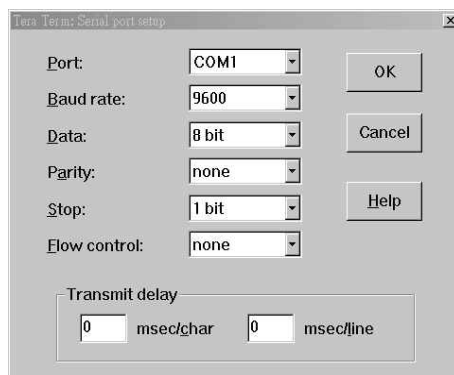 Tera Term: Serial port setup
Port: COM1
OK
Baud rate: 9600
Data: 8 bit
Cancel
Parity: none
Stop: 1 bit
Help
Flow control: none
Transmit delay
0 msec/char 0 msec/line